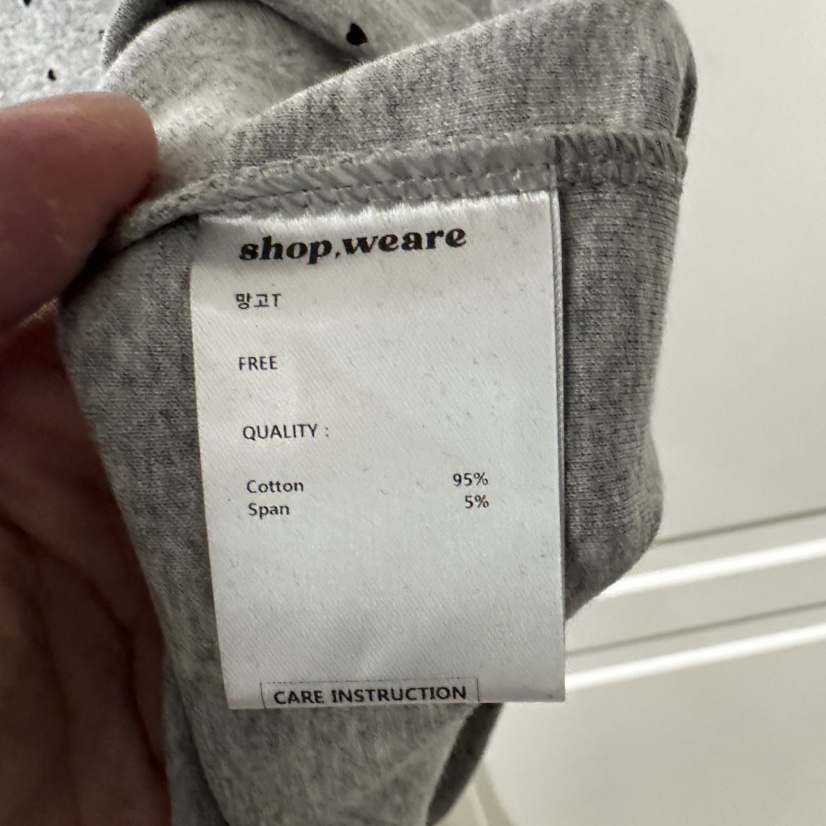 shop,weare
망고T
FREE
QUALITY :
Cotton 95%
Span 5%
CARE INSTRUCTION